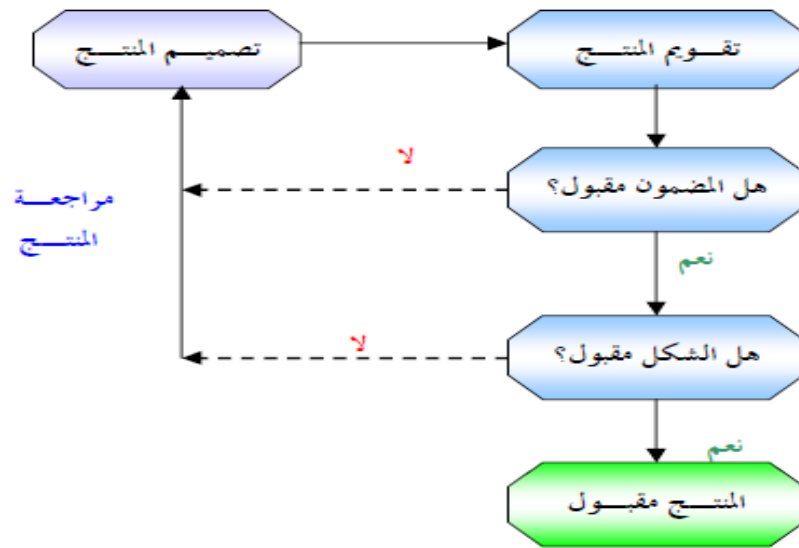 تصميم المنتج
تقويم المنتج
لا
هل المضمون مقبول؟
مراجعة
المنتج
نعم
لا
هل الشكل مقبول؟
نعم
المنتج مقبول